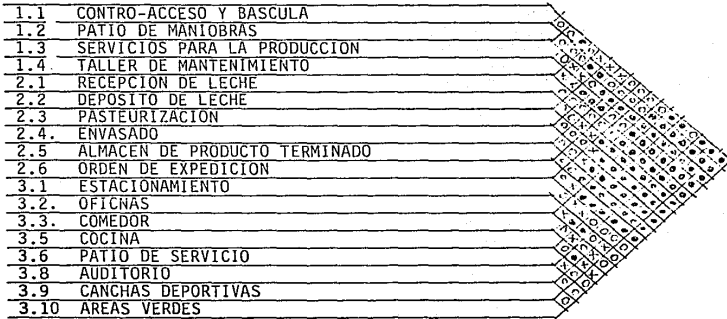 1.1 CONTRO-ACCESO Y BASCULA
1.2 PATIO DE MANIOBRAS
1.3 SERVICIOS PARA LA PRODUCCION
1.4. TALLER DE MANTENIMIENTO
2.1 RECEPCION DE LECHE
2.2 DEPOSITO DE LECHE
2.3 PASTEURIZACION
2.4. ENVASADO
2.5 ALMACEN DE PRODUCTO TERMINADO
2.6 ORDEN DE EXPEDICION
3.1 ESTACIONAMIENTO
3.2. OFICNAS
3.3. COMEDOR
3.5 COCINA
3.6 PATIO DE SERVICIO
3.8 AUDITORIO
3.9 CANCHAS DEPORTIVAS
3.10 AREAS VERDES